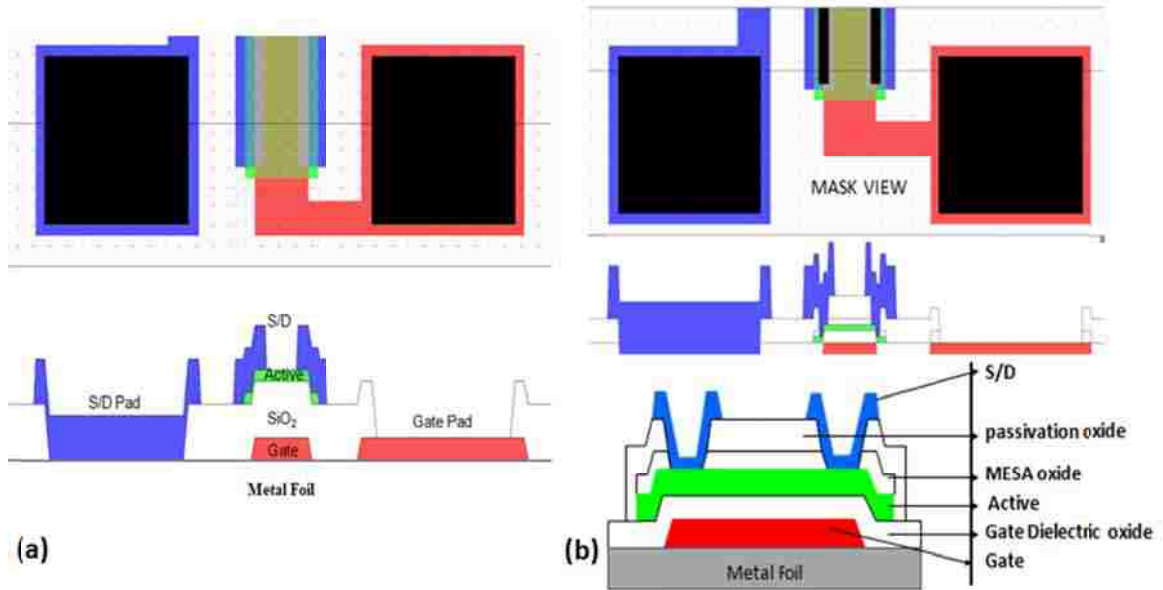 MASK VIEW
S/D
Active
S/D Pad
SiO₂
Gate Pad
Gate
Metal Foil
(a)
S/D
passivation oxide
MESA oxide
Active
Gate Dielectric oxide
Gate
Metal Foil
(b)